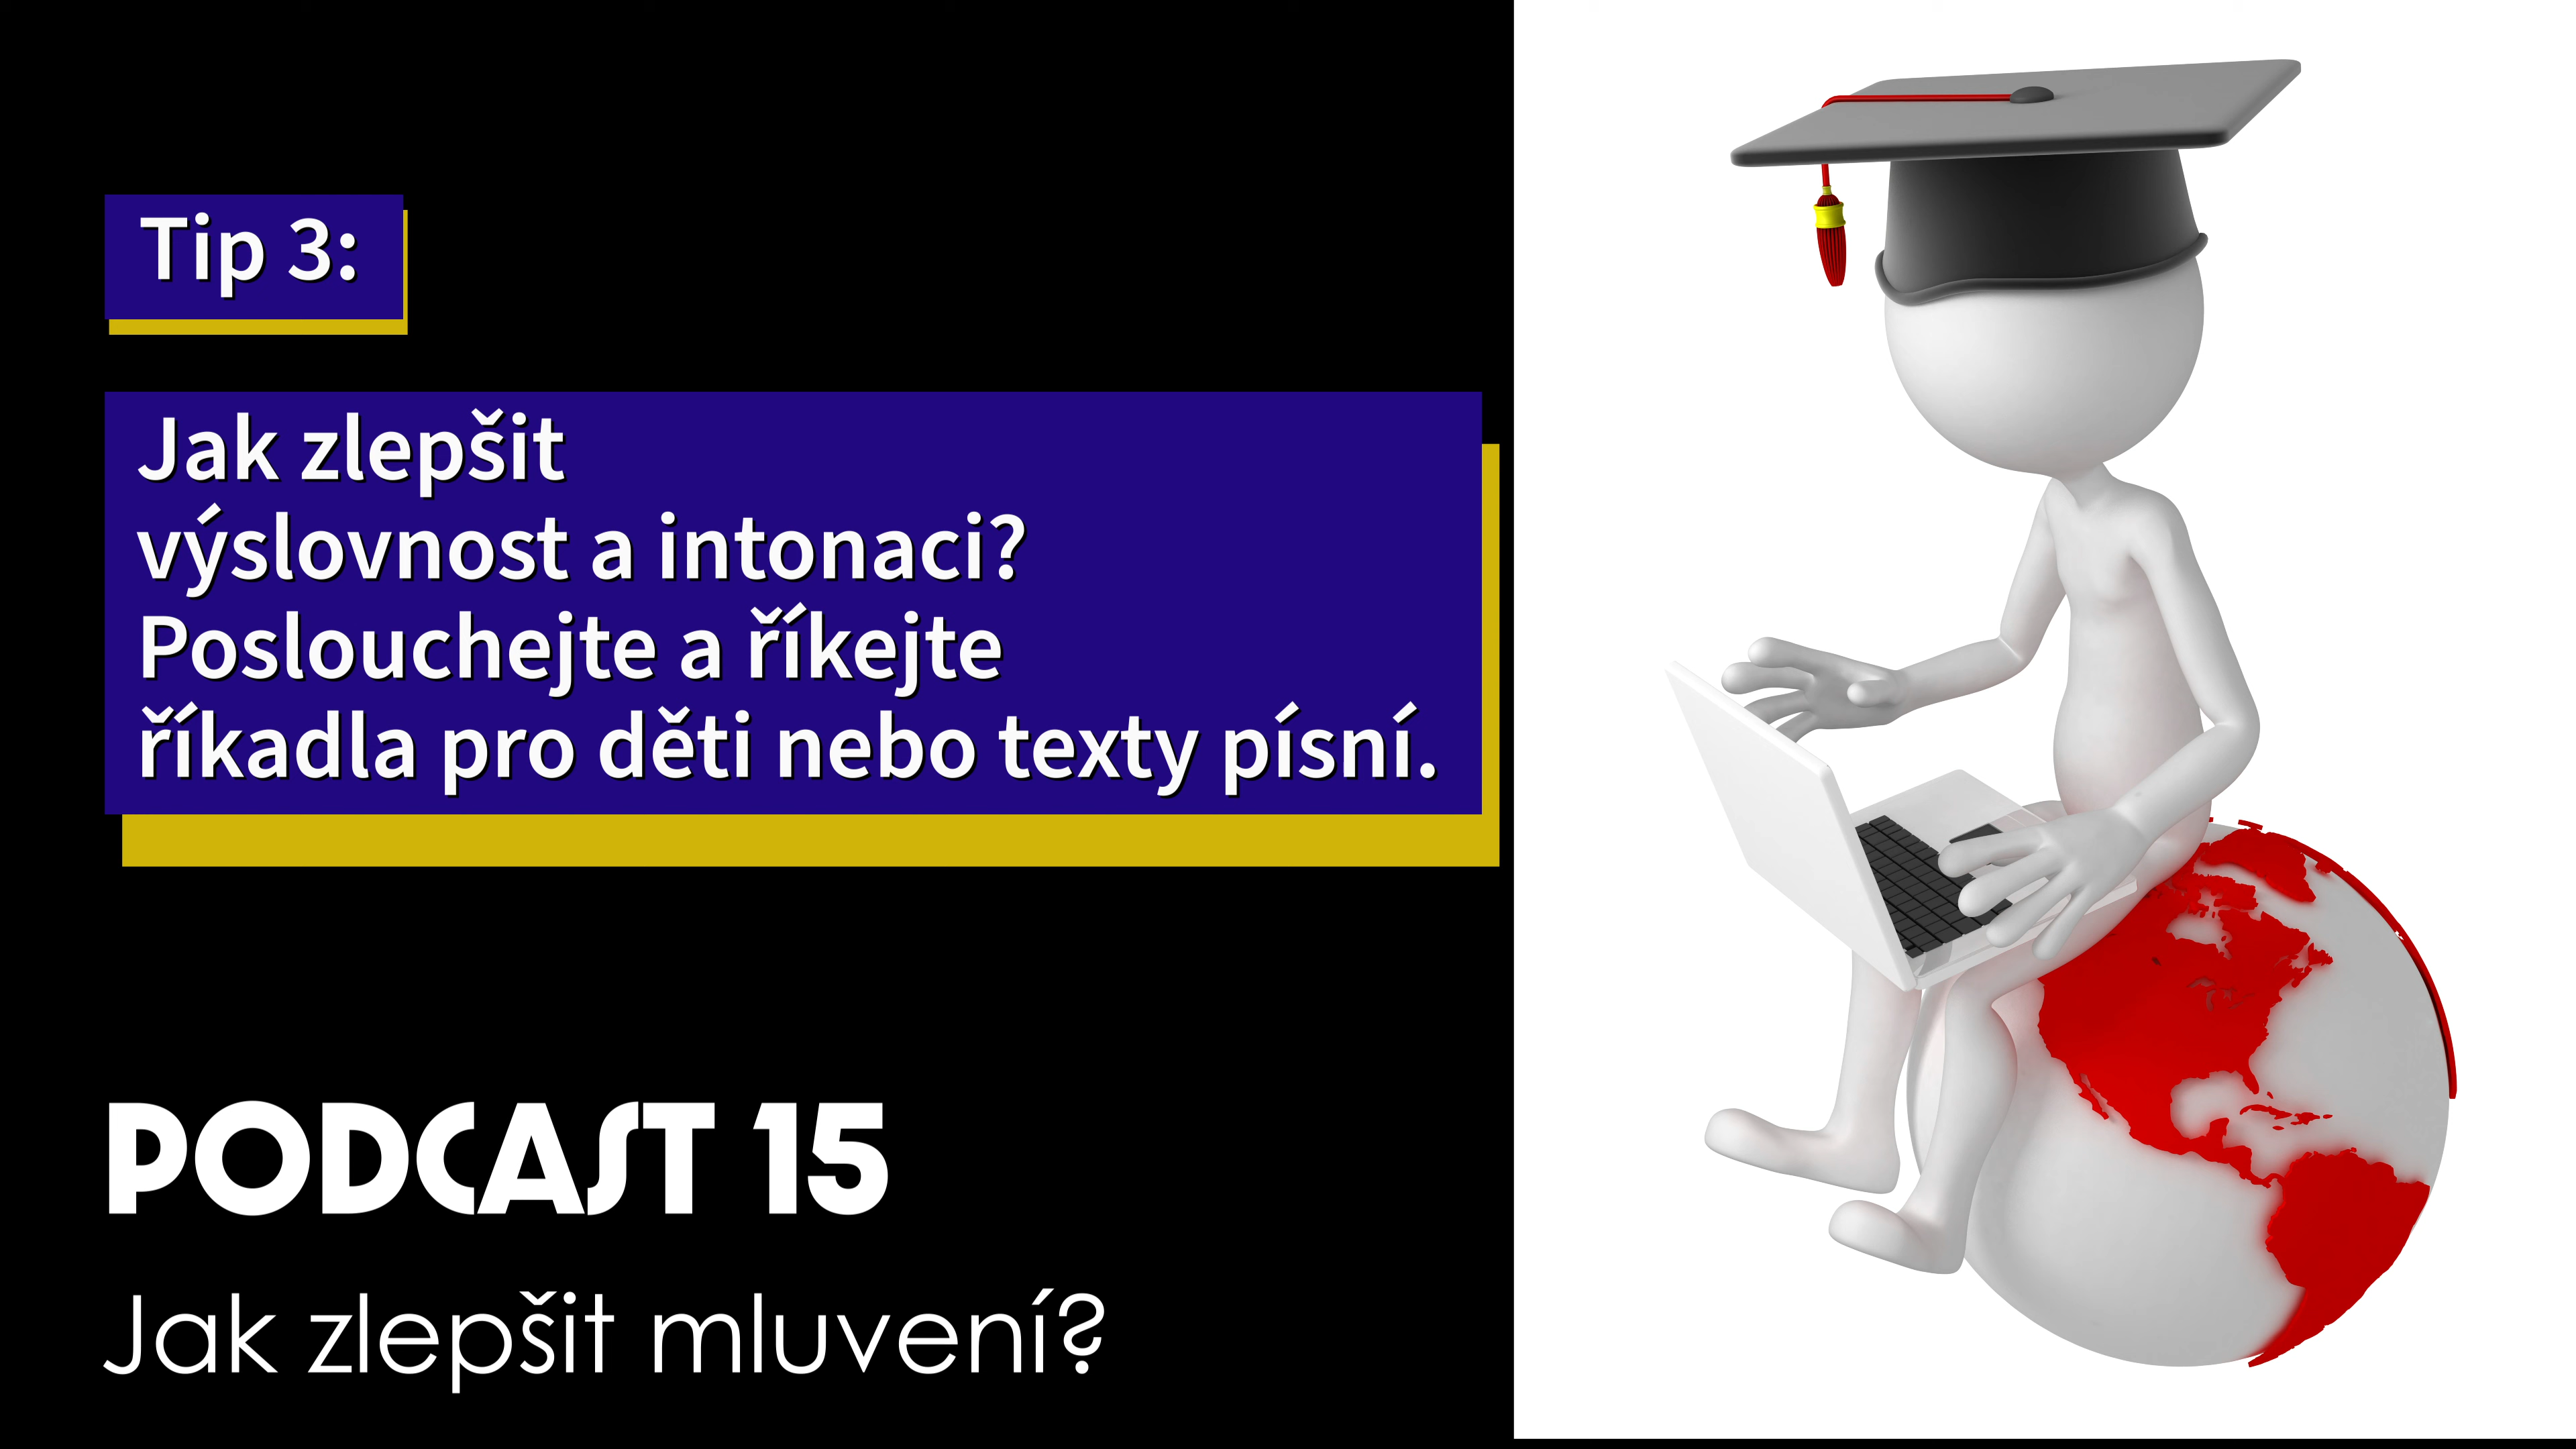 Tip 3:
Jak zlepšit
výslovnost a intonaci?
Poslouchejte a říkejte
říkadla pro děti nebo texty písní.
PODCAST 15
Jak zlepšit mluvení?